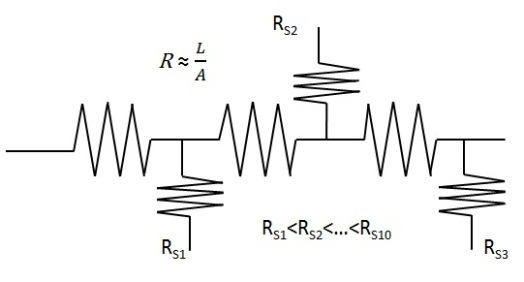 R_S2
R ≈ L/A
R_S1<R_S2<...<R_S10
R_S1
R_S3